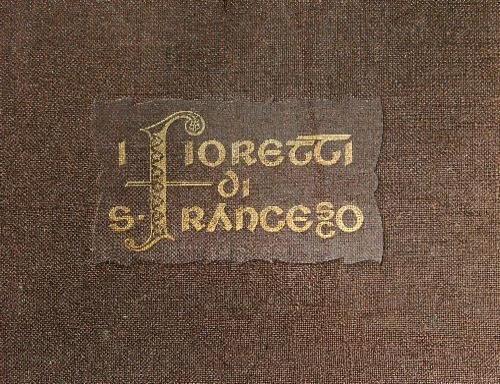 I FIORETTI
di
S. FRANCESCO